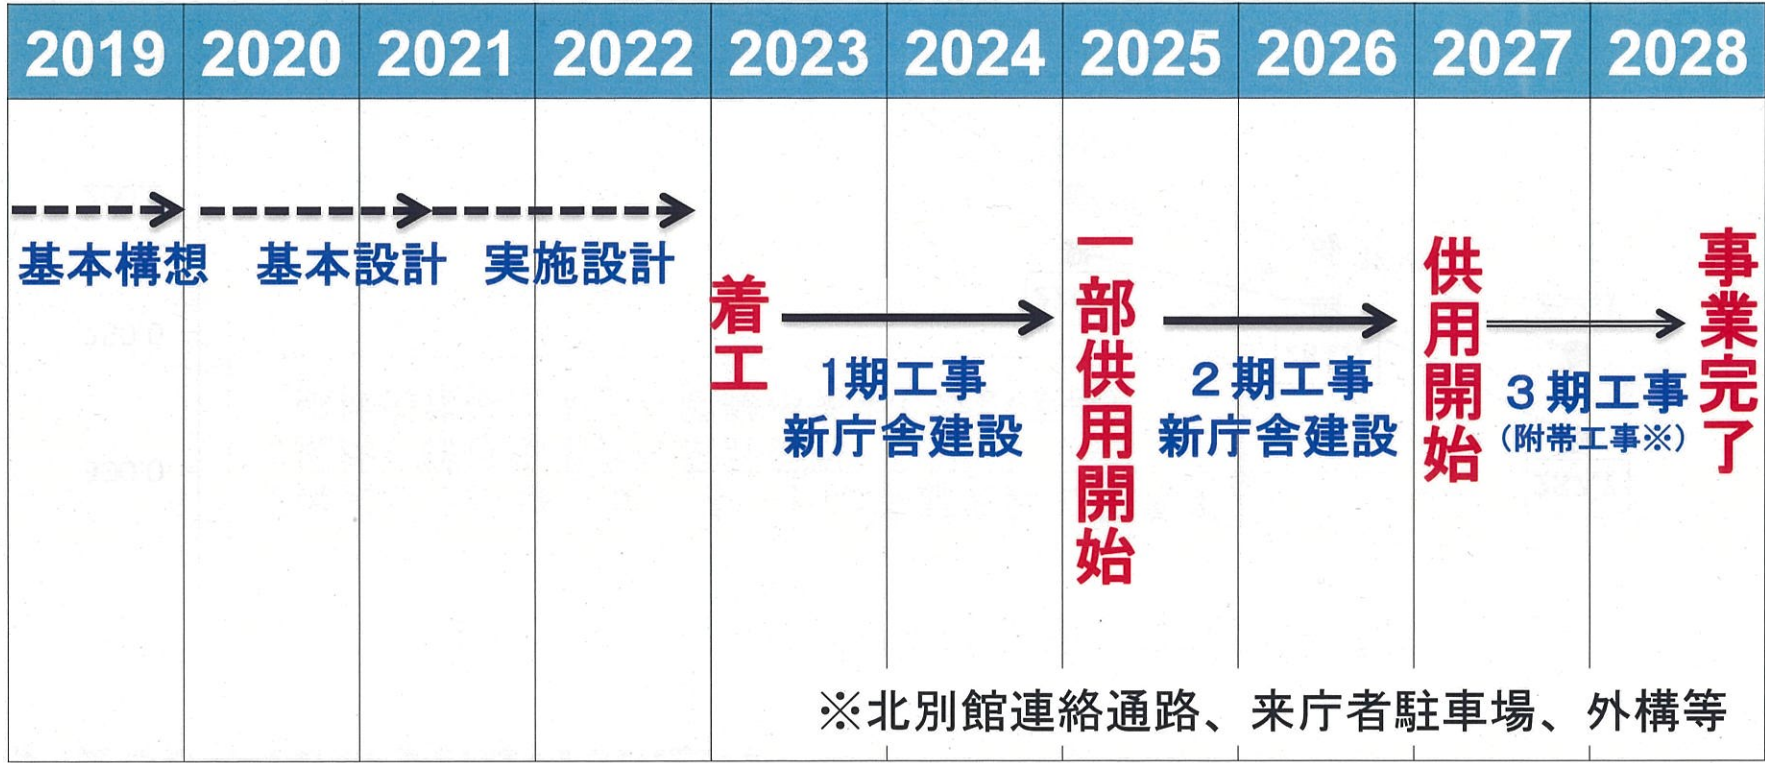 2019 2020 2021 2022 2023 2024 2025 2026 2027 2028
基本構想 基本設計 実施設計
着工
1期工事
新庁舎建設
一部供用開始
２期工事
新庁舎建設
供用開始
３期工事
（附帯工事※）
事業完了
※北別館連絡通路、来庁者駐車場、外構等